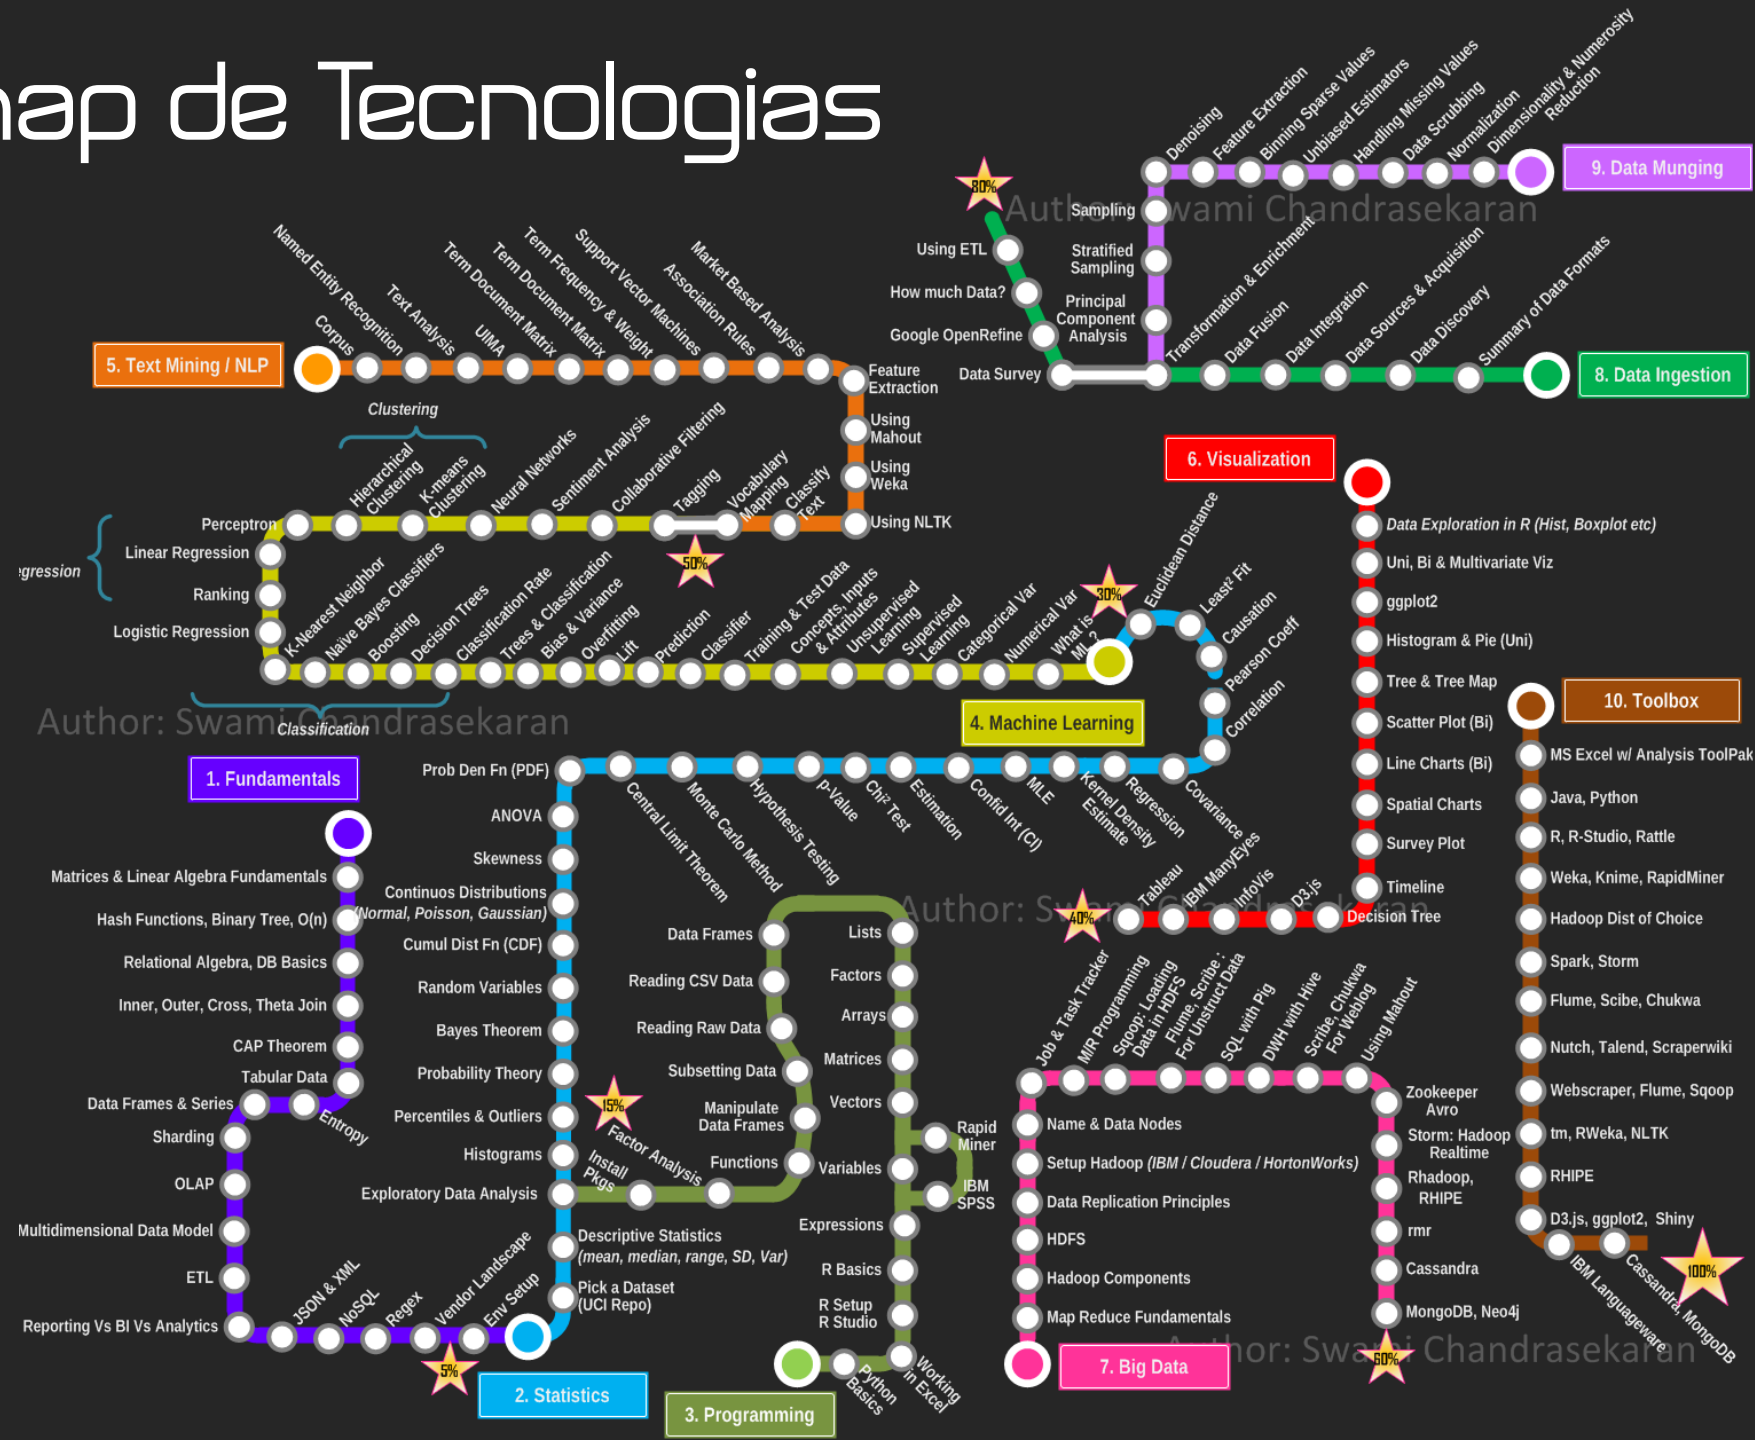 map de Tecnologias
9. Data Munging
Denoising
Feature Extraction
Binning Sparse Values
Unbiased Estimators
Handling Missing Values
Data Scrubbing
Normalization
Dimensionality & Numerosity
Reduction
Author: Swami Chandrasekaran
Sampling
Stratified
Sampling
Principal
Component
Analysis
80%
Using ETL
How much Data?
Google OpenRefine
Data Survey
Transformation & Enrichment
Data Fusion
Data Integration
Data Sources & Acquisition
Data Discovery
Summary of Data Formats
8. Data Ingestion
5. Text Mining / NLP
Corpus
Named Entity Recognition
Text Analysis
UIMA
Term Document Matrix
Term Document Matrix
Term Frequency & Weight
Support Vector Machines
Association Rules
Market Based Analysis
Feature
Extraction
Using
Mahout
Using
Weka
Using NLTK
Classify
Text
Vocabulary
Mapping
50%
Tagging
Collaborative Filtering
Sentiment Analysis
Neural Networks
K-means
Clustering
Hierarchical
Clustering
Clustering
Perceptron
Linear Regression
egression
Ranking
Logistic Regression
K-Nearest Neighbor
Naïve Bayes Classifiers
Boosting
Decision Trees
Classification Rate
Trees & Classification
Bias & Variance
Overfitting
Lift
Prediction
Classifier
Training & Test Data
Concepts, Inputs
& Attributes
Unsupervised
Learning
Supervised
Learning
Categorical Var
Numerical Var
What is
ML?
30%
4. Machine Learning
Classification
Author: Swami Chandrasekaran
Euclidean Distance
Least² Fit
Causation
Pearson Coeff
Correlation
Covariance
Regression
Kernel Density
Estimate
MLE
Confid Int (CI)
Estimation
Chi² Test
p-Value
Hypothesis Testing
Monte Carlo Method
Central Limit Theorem
Prob Den Fn (PDF)
ANOVA
Skewness
Continuos Distributions
(Normal, Poisson, Gaussian)
Cumul Dist Fn (CDF)
Random Variables
Bayes Theorem
Probability Theory
Percentiles & Outliers
Histograms
Exploratory Data Analysis
Descriptive Statistics
(mean, median, range, SD, Var)
Pick a Dataset
(UCI Repo)
2. Statistics
1. Fundamentals
Matrices & Linear Algebra Fundamentals
Hash Functions, Binary Tree, O(n)
Relational Algebra, DB Basics
Inner, Outer, Cross, Theta Join
CAP Theorem
Tabular Data
Entropy
Data Frames & Series
Sharding
OLAP
Multidimensional Data Model
ETL
Reporting Vs BI Vs Analytics
JSON & XML
NoSQL
Regex
Vendor Landscape
Env Setup
5%
15%
Install
Pkgs
Factor Analysis
Functions
Manipulate
Data Frames
Subsetting Data
Reading Raw Data
Reading CSV Data
Data Frames
Lists
Factors
Arrays
Matrices
Vectors
Variables
Rapid
Miner
IBM
SPSS
Expressions
R Basics
R Setup
R Studio
Working
in Excel
Python
Basics
3. Programming
6. Visualization
Data Exploration in R (Hist, Boxplot etc)
Uni, Bi & Multivariate Viz
ggplot2
Histogram & Pie (Uni)
Tree & Tree Map
Scatter Plot (Bi)
Line Charts (Bi)
Spatial Charts
Survey Plot
Timeline
Decision Tree
D3.js
InfoVis
IBM ManyEyes
Tableau
40%
Author: Swami Chandrasekaran
Job & Task Tracker
M/R Programming
Sqoop: Loading
Data in HDFS
Flume, Scribe :
For Unstruct Data
SQL with Pig
DWH with Hive
Scribe, Chukwa
For Weblog
Using Mahout
Zookeeper
Avro
Storm: Hadoop
Realtime
Rhadoop,
RHIPE
rmr
Cassandra
MongoDB, Neo4j
60%
Name & Data Nodes
Setup Hadoop (IBM / Cloudera / HortonWorks)
Data Replication Principles
HDFS
Hadoop Components
Map Reduce Fundamentals
7. Big Data
Author: Swami Chandrasekaran
10. Toolbox
MS Excel w/ Analysis ToolPak
Java, Python
R, R-Studio, Rattle
Weka, Knime, RapidMiner
Hadoop Dist of Choice
Spark, Storm
Flume, Scibe, Chukwa
Nutch, Talend, Scraperwiki
Webscraper, Flume, Sqoop
tm, RWeka, NLTK
RHIPE
D3.js, ggplot2, Shiny
IBM Languageware
Cassandra, MongoDB
100%